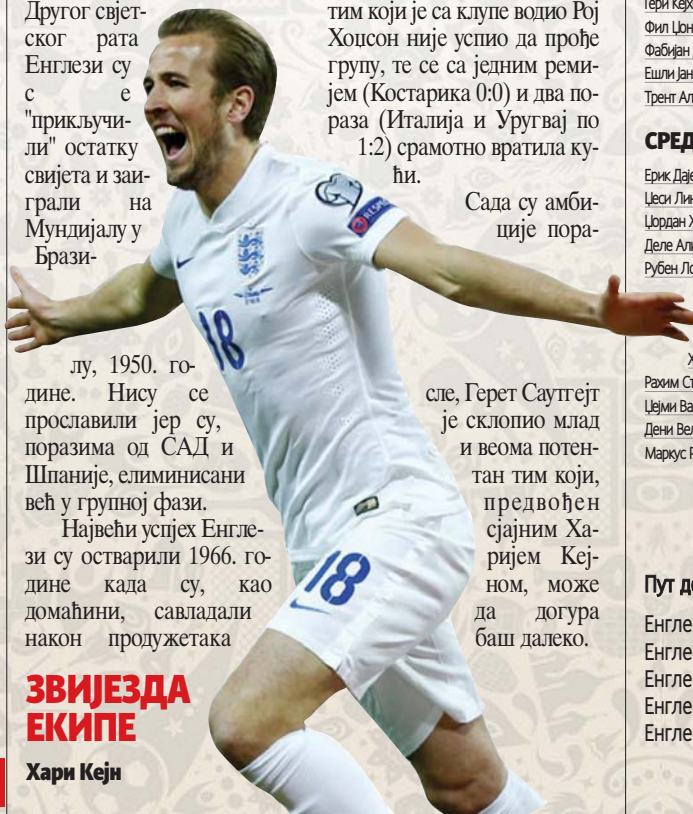 Другог свјет-
ског рата
Енглези су
с е
"прикључи-
ли" остатку
свијета и заи-
грали на
Мундијалу у
Брази-
лу, 1950. го-
дине. Нису се
прославили јер су,
поразима од САД и
Шпаније, елиминисани
већ у групној фази.
Највећи успјех Енгле-
зи су остварили 1966. го-
дине када су, као
домаћини, савладали
након продужетака
ЗВИЈЕЗДА
ЕКИПЕ
Хари Кејн
тим који је са клупе водио Рој
Хоџсон није успио да прође
групу, те се са једним реми-
јем (Костарика 0:0) и два по-
раза (Италија и Уругвај по
1:2) срамотно вратила ку-
ћи.
Сада су амби-
ције пора-
сле, Герет Саутгејт
је склопио млад
и веома потен-
тан тим који,
предвођен
сјајним Ха-
ријем Кеј-
ном, може
да догура
баш далеко.
RESPECT
18
18
Гери Кеј
Фил Џон
Фабијан
Ешли Јан
Трент Ал
СРЕД
Ерик Даје
Џеси Лин
Џордан Х
Деле Али
Рубен Ло
Х
Рахим Ст
Џејми Ва
Дени Вел
Маркус Р
Пут д
Енгле
Енгле
Енгле
Енгле
Енгле